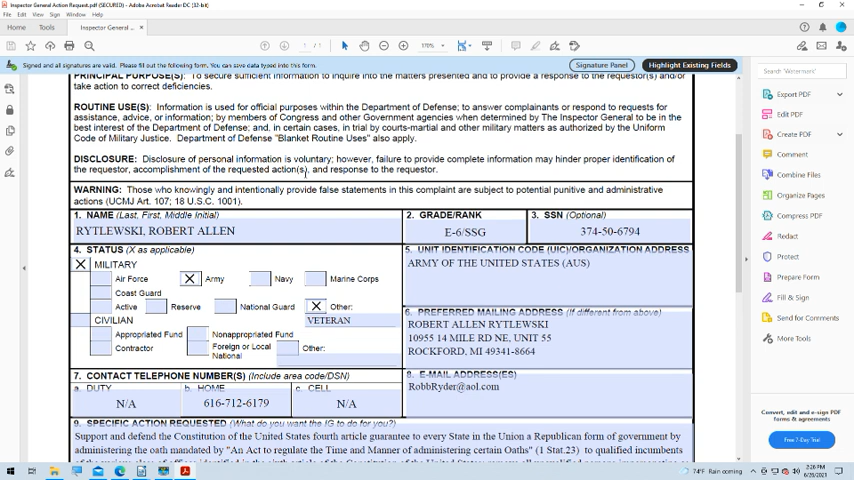 Inspector General Action Request.pdf (SECURED) - Adobe Acrobat Reader DC (32-bit)
File Edit View Sign Window Help
Home Tools Inspector General ... ×
1 / 1 170%
Signed and all signatures are valid. Please fill out the following form. You can save data typed into this form.
Signature Panel Highlight Existing Fields
PRINCIPAL PURPOSE(S): To secure sufficient information to inquire into the matters presented and to provide a response to the requestor(s) and/or
take action to correct deficiencies.
ROUTINE USE(S): Information is used for official purposes within the Department of Defense; to answer complainants or respond to requests for
assistance, advice, or information; by members of Congress and other Government agencies when determined by The Inspector General to be in the
best interest of the Department of Defense; and, in certain cases, in trial by courts-martial and other military matters as authorized by the Uniform
Code of Military Justice. Department of Defense "Blanket Routine Uses" also apply.
DISCLOSURE: Disclosure of personal information is voluntary; however, failure to provide complete information may hinder proper identification of
the requestor, accomplishment of the requested action(s), and response to the requestor.
WARNING: Those who knowingly and intentionally provide false statements in this complaint are subject to potential punitive and administrative
actions (UCMJ Art. 107; 18 U.S.C. 1001).
1. NAME (Last, First, Middle Initial) 2. GRADE/RANK 3. SSN (Optional)
RYTLEWSKI, ROBERT ALLEN E-6/SSG 374-50-6794
4. STATUS (X as applicable) 5. UNIT IDENTIFICATION CODE (UIC)/ORGANIZATION ADDRESS
X MILITARY ARMY OF THE UNITED STATES (AUS)
Air Force X Army Navy Marine Corps
Coast Guard
Active Reserve National Guard X Other:
CIVILIAN VETERAN
Appropriated Fund Nonappropriated Fund
Contractor Foreign or Local National Other:
6. PREFERRED MAILING ADDRESS (If different from above)
ROBERT ALLEN RYTLEWSKI
10955 14 MILE RD NE, UNIT 55
ROCKFORD, MI 49341-8664
7. CONTACT TELEPHONE NUMBER(S) (Include area code/DSN) 8. E-MAIL ADDRESS(ES)
a. DUTY b. HOME c. CELL RobbRyder@aol.com
N/A 616-712-6179 N/A
9. SPECIFIC ACTION REQUESTED (What do you want the IG to do for you?)
Support and defend the Constitution of the United States fourth article guarantee to every State in the Union a Republican form of government by
administering the oath mandated by "An Act to regulate the Time and Manner of administering certain Oaths" (1 Stat.23) to qualified incumbents
Export PDF
Edit PDF
Create PDF
Comment
Combine Files
Organize Pages
Compress PDF
Redact
Protect
Prepare Form
Fill & Sign
Send for Comments
More Tools
Convert, edit and e-sign PDF
forms & agreements
Free 7-Day Trial
74°F Rain coming
2:26 PM
6/20/2021